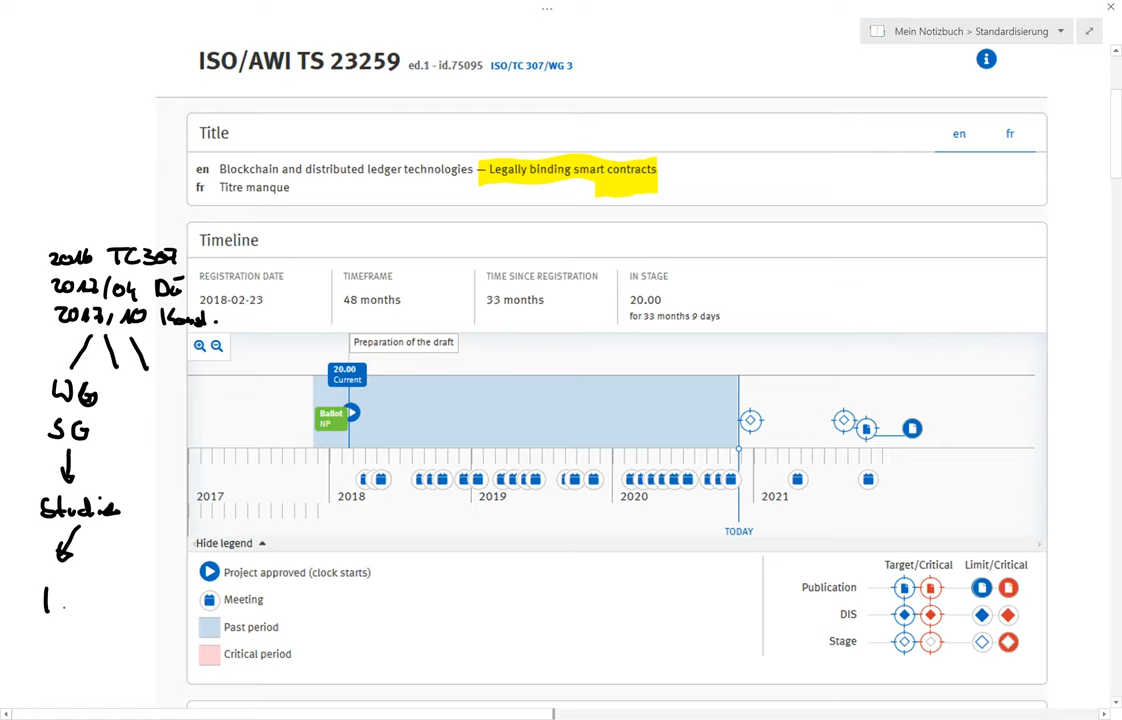 Mein Notizbuch > Standardisierung
ISO/AWI TS 23259 ed.1 - id.75095 ISO/TC 307/WG 3
Title
en fr
en Blockchain and distributed ledger technologies — Legally binding smart contracts
fr Titre manque
Timeline
REGISTRATION DATE
2018-02-23
TIMEFRAME
48 months
TIME SINCE REGISTRATION
33 months
IN STAGE
20.00
for 33 months 9 days
Preparation of the draft
20.00
Current
Ballot
NP
2017 2018 2019 2020 2021
TODAY
Hide legend
Project approved (clock starts)
Meeting
Past period
Critical period
Target/Critical Limit/Critical
Publication
DIS
Stage
2016 TC307
2017/04
2017/10
WG
SG
Studie